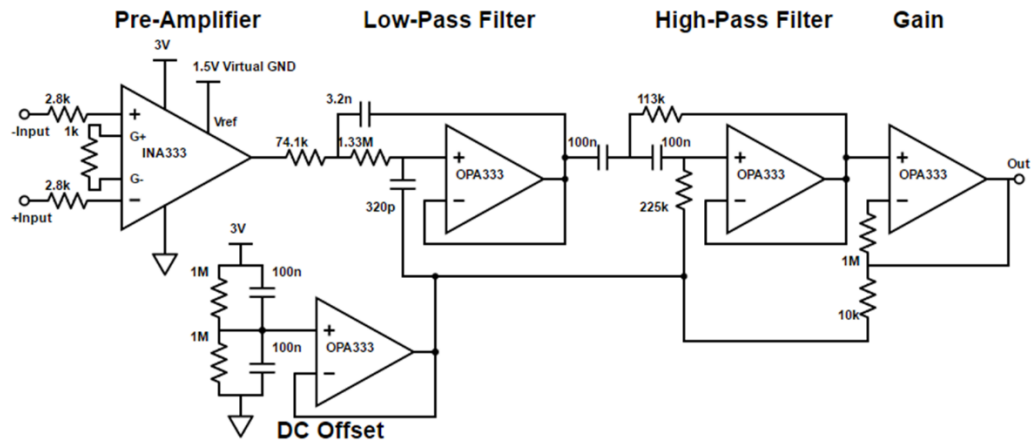 Pre-Amplifier Low-Pass Filter High-Pass Filter Gain
3V
1.5V Virtual GND
2.8k
-Input
1k
+
G+
INA333
Vref
G-
2.8k
+Input
−
74.1k
3.2n
1.33M
320p
+
OPA333
−
100n
113k
100n
225k
+
OPA333
−
+
OPA333
−
Out
1M
10k
3V
1M
100n
1M
100n
+
OPA333
−
DC Offset